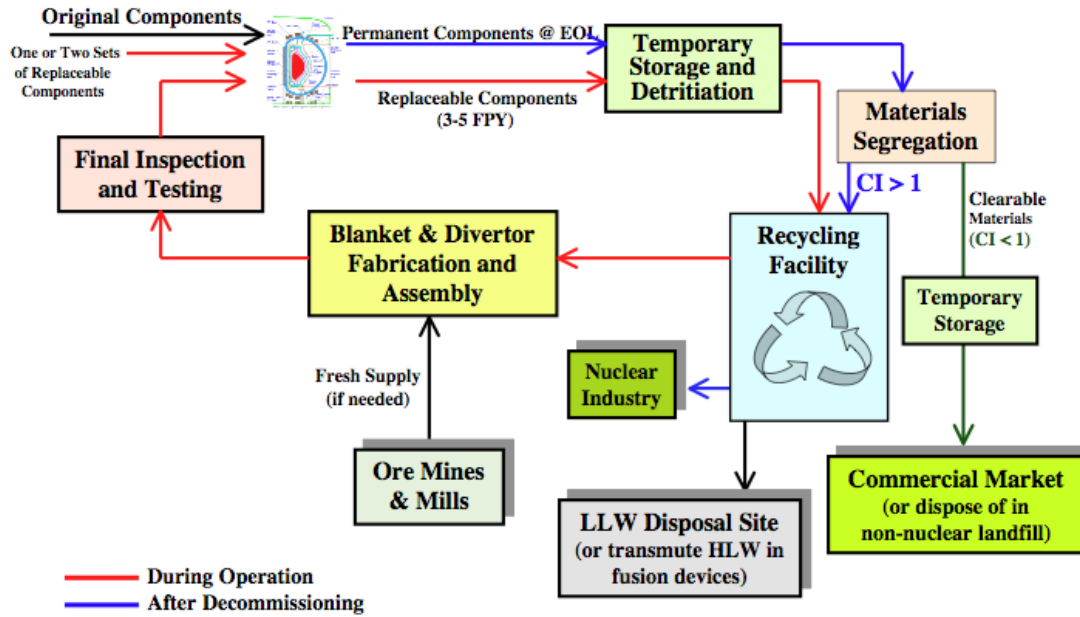 Original Components
One or Two Sets
of Replaceable
Components
Permanent Components @ EOL
Replaceable Components
(3-5 FPY)
Temporary
Storage and
Detritiation
Materials
Segregation
CI > 1
Clearable
Materials
(CI < 1)
Final Inspection
and Testing
Blanket & Divertor
Fabrication and
Assembly
Recycling
Facility
Temporary
Storage
Fresh Supply
(if needed)
Nuclear
Industry
Ore Mines
& Mills
LLW Disposal Site
(or transmute HLW in
fusion devices)
Commercial Market
(or dispose of in
non-nuclear landfill)
During Operation
After Decommissioning